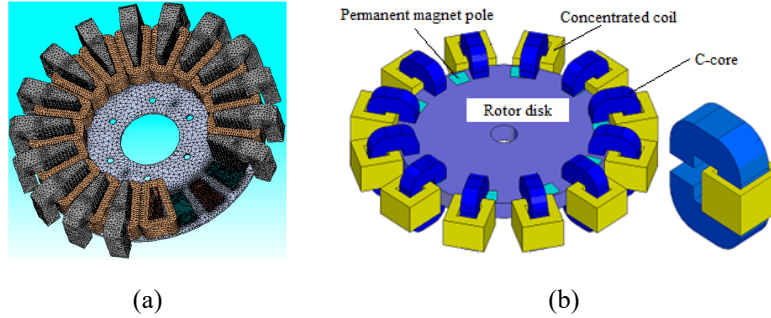 Permanent magnet pole
Concentrated coil
C-core
Rotor disk
(a)
(b)